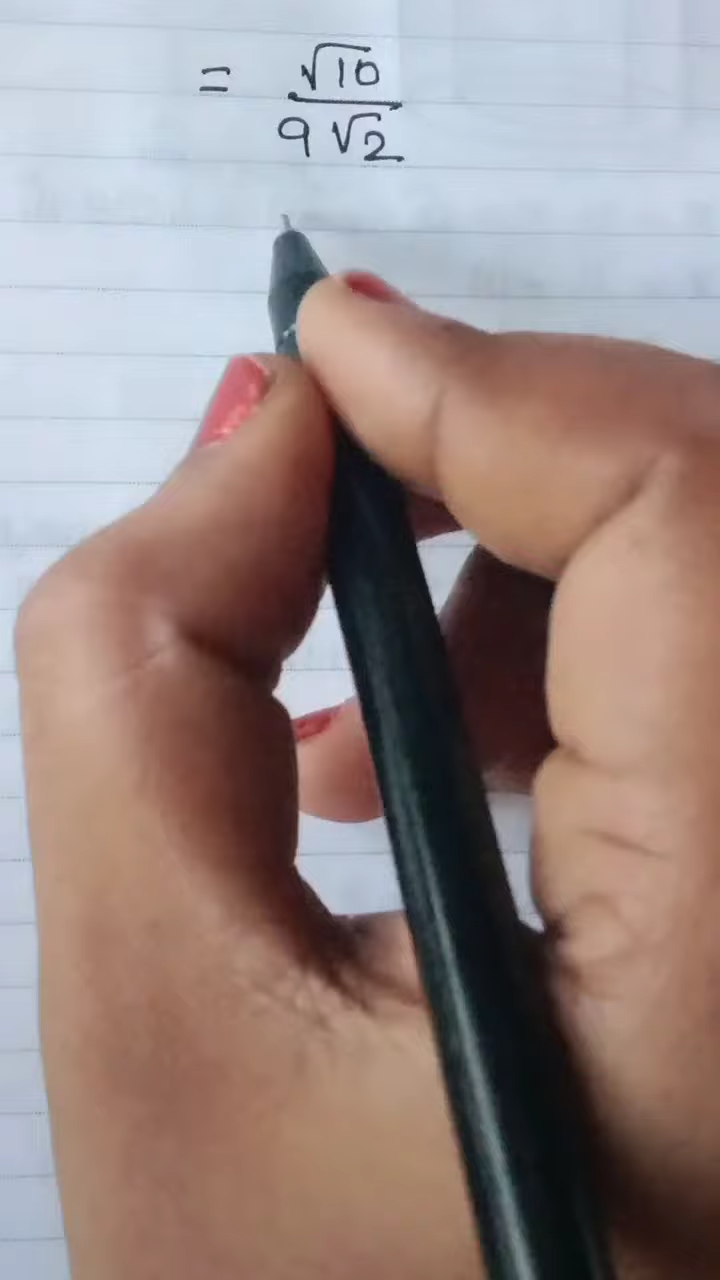 = √10 / 9√2